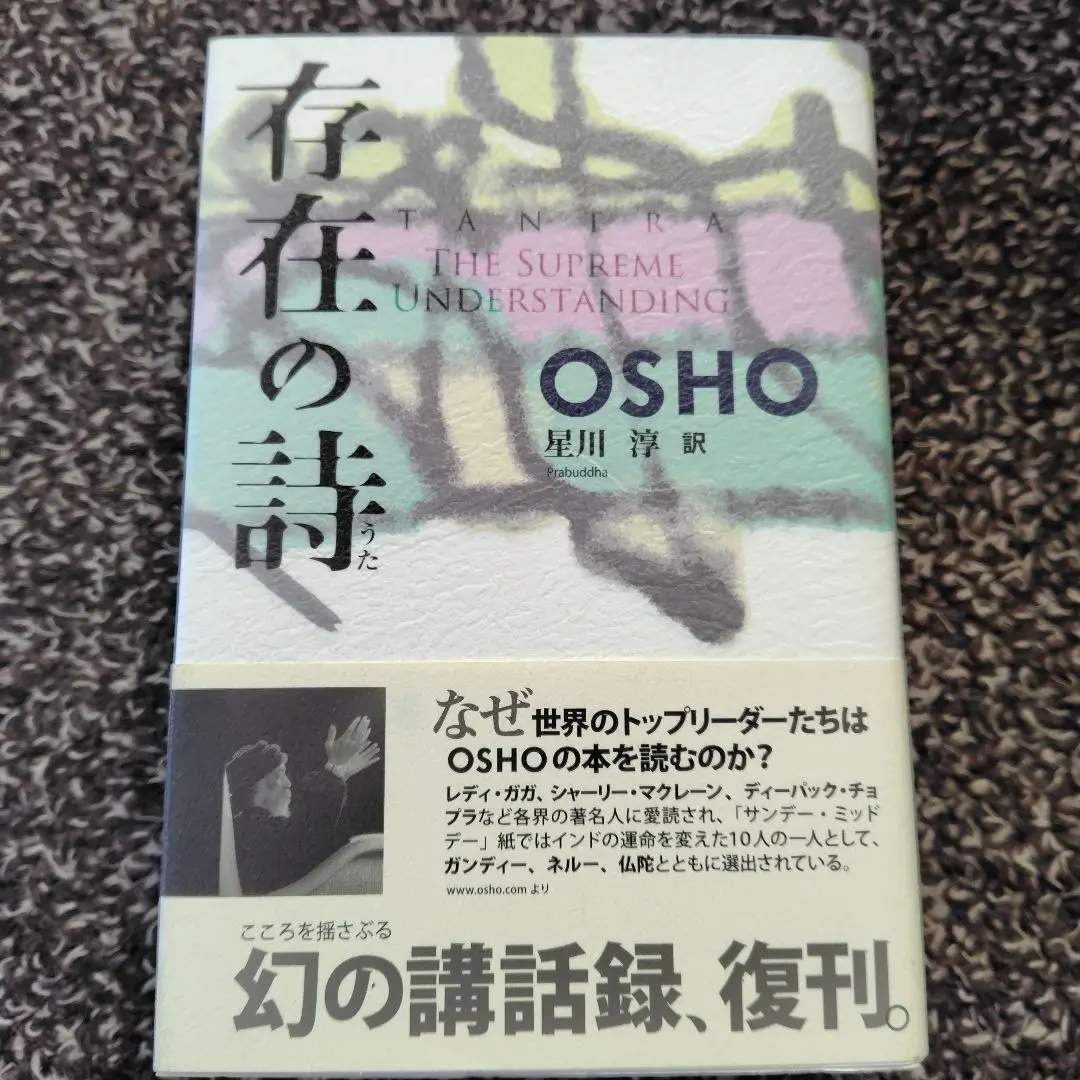 存在の詩
うた
TANTRA
THE SUPREME
UNDERSTANDING
OSHO
星川 淳 訳
Prabuddha
なぜ世界のトップリーダーたちは
OSHOの本を読むのか?
レディ・ガガ、シャーリー・マクレーン、ディーパック・チョ
プラなど各界の著名人に愛読され、「サンデー・ミッド
デー」紙ではインドの運命を変えた10人の一人として、
ガンディー、ネルー、仏陀とともに選出されている。
www.osho.com より
こころを揺さぶる
幻の講話録、復刊。